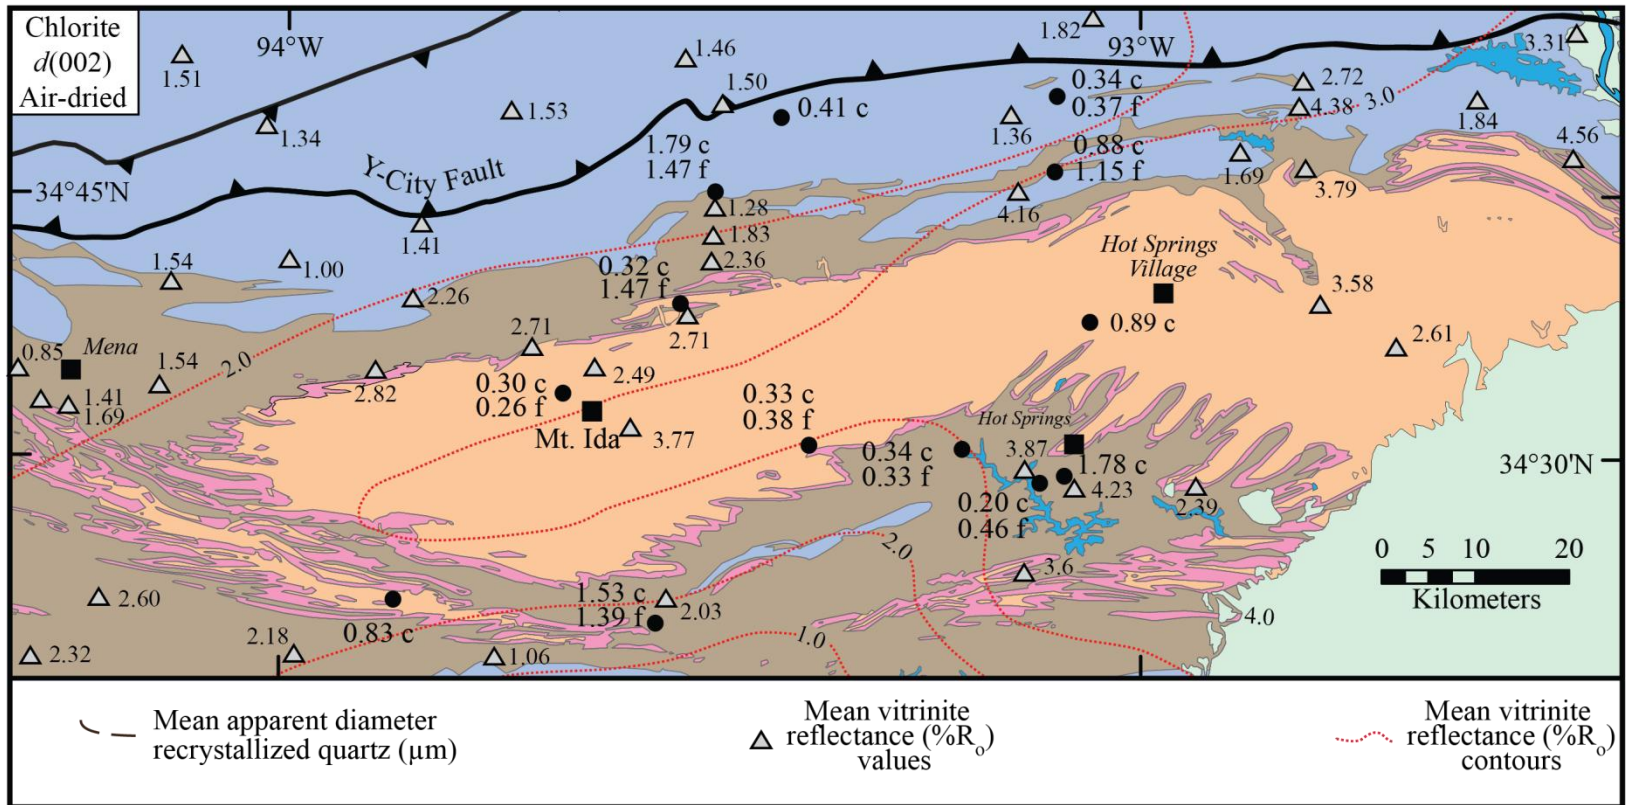 Chlorite
d(002)
Air-dried
94°W
93°W
1.51
1.46
1.82
3.31
1.50
0.34 c
0.37 f
2.72
4.38
3.0
1.34
1.53
0.41 c
1.36
1.84
1.79 c
1.47 f
0.88 c
1.15 f
4.56
Y-City Fault
34°45'N
1.69
3.79
1.28
4.16
1.41
1.83
2.36
Hot Springs
Village
1.54
1.00
0.32 c
1.47 f
2.26
3.58
2.71
2.71
0.89 c
2.61
0.85
Mena
2.0
1.54
2.82
2.49
0.30 c
0.26 f
0.33 c
0.38 f
1.41
1.69
Mt. Ida
3.77
Hot Springs
0.34 c
0.33 f
3.87
1.78 c
34°30'N
4.23
0.20 c
0.46 f
2.39
2.0
0 5 10 20
Kilometers
3.6
2.60
1.53 c
1.39 f
2.03
4.0
0.83 c
1.0
2.18
2.32
1.06
Mean apparent diameter
recrystallized quartz (μm)
Mean vitrinite
reflectance (%Ro)
values
Mean vitrinite
reflectance (%Ro)
contours